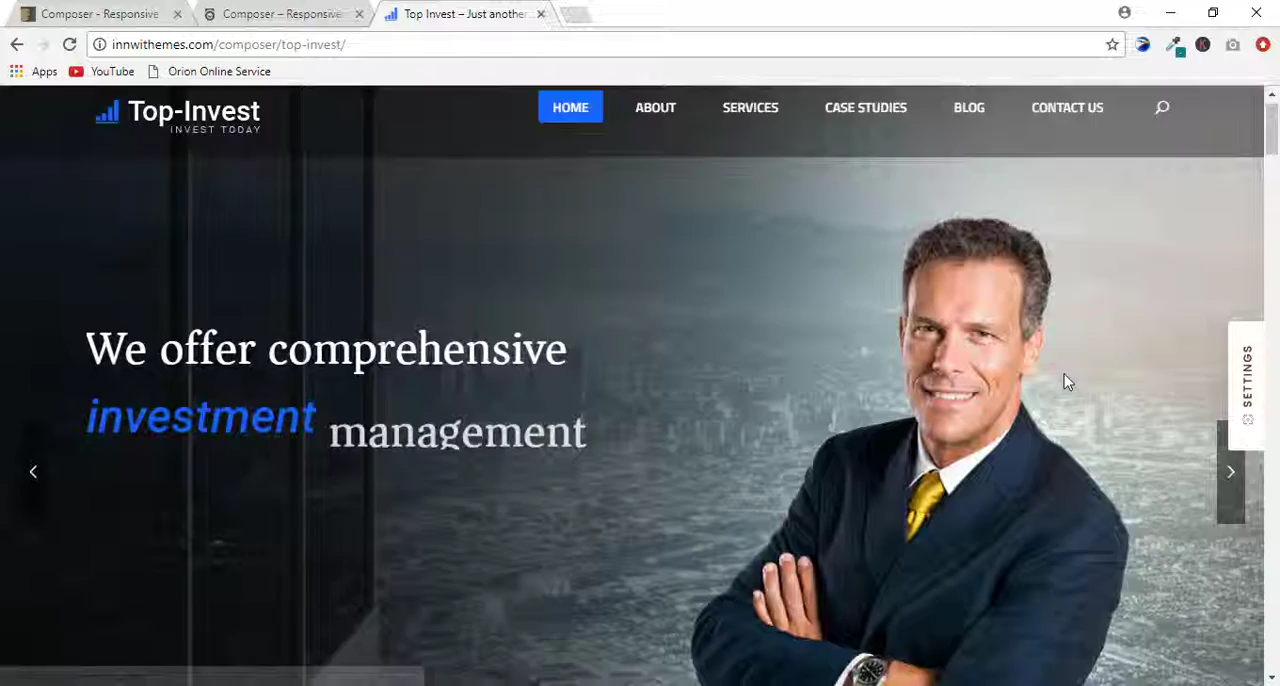 Composer - Responsive
Composer – Responsive
Top Invest – Just another
innwithemes.com/composer/top-invest/
Apps
YouTube
Orion Online Service
Top-Invest
INVEST TODAY
HOME
ABOUT
SERVICES
CASE STUDIES
BLOG
CONTACT US
We offer comprehensive
investment management
SETTINGS